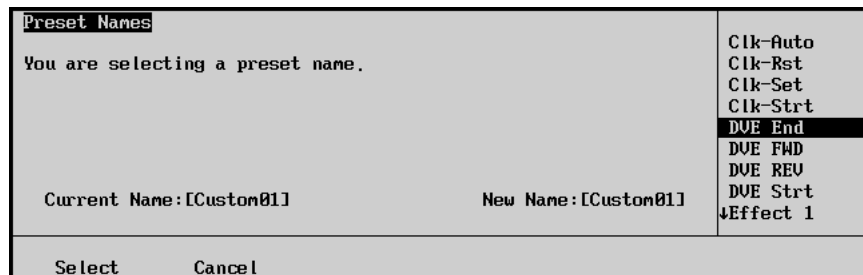 Preset Names
You are selecting a preset name.
Current Name:[Custom01] New Name:[Custom01]
Clk-Auto
Clk-Rst
Clk-Set
Clk-Strt
DVE End
DVE FWD
DVE REV
DVE Strt
↓Effect 1
Select Cancel